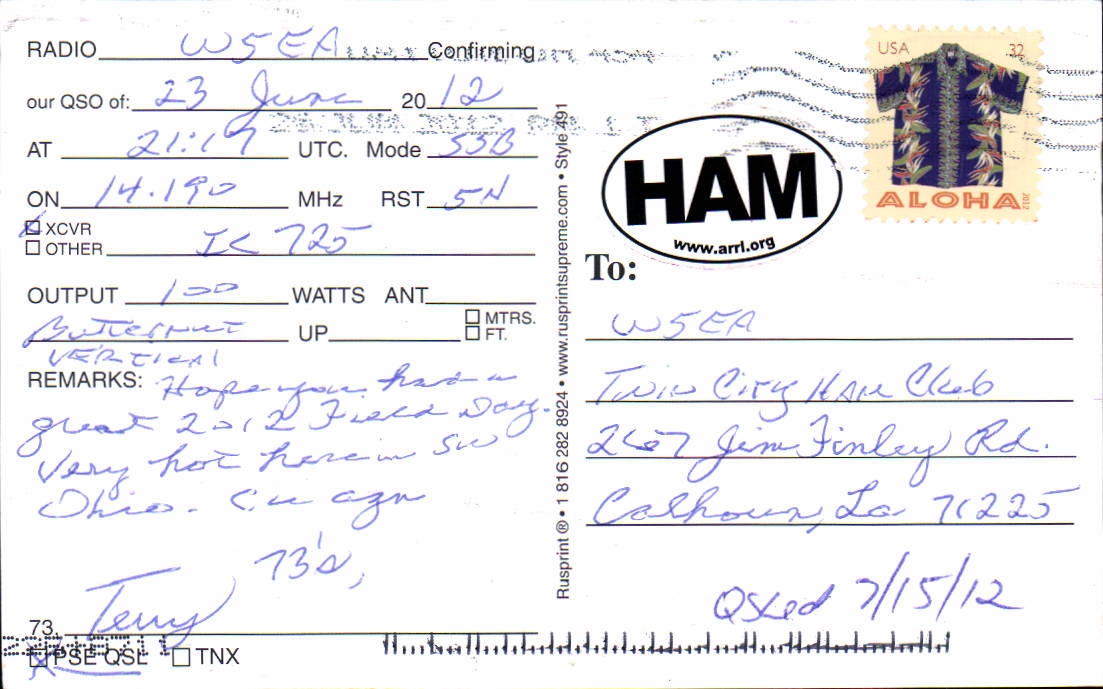 RADIO W5EA Confirming
our QSO of: 23 June 2012
AT 21:19 UTC. Mode SSB
ON 14.190 MHz RST 5N
XCVR
OTHER IC 725
OUTPUT 100 WATTS ANT
Butternut UP MTRS.
FT.
VERTICAL
REMARKS: Hope you had a
great 2012 Field Day.
Very hot here in SW
Ohio. Cu agn
73's,
73, Terry
PSE QSL TNX
Rusprint ® • 1 816 282 8924 • www.rusprintsupreme.com • Style 491
USA 32
ALOHA
2012
HAM
www.arrl.org
To:
W5EA
Twin City Ham Club
267 Jim Finley Rd.
Calhoun, La 71225
QSLed 7/15/12